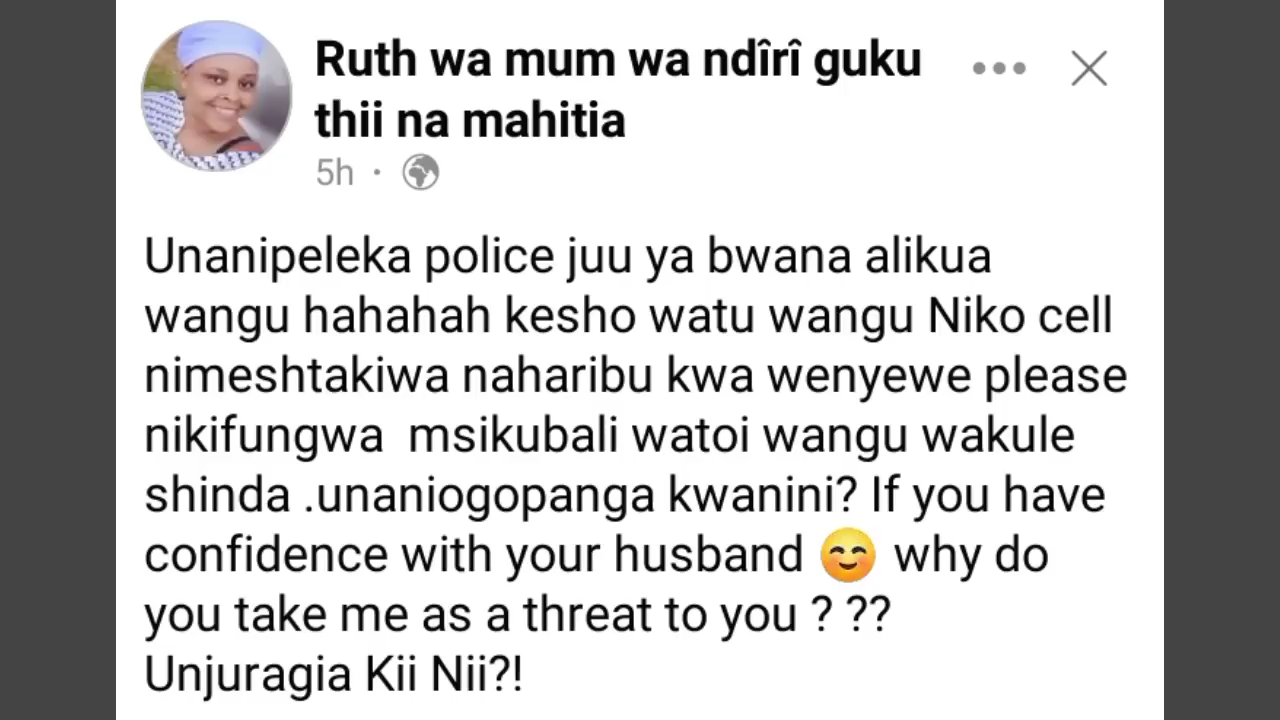 Ruth wa mum wa ndîrî guku
thii na mahitia
5h ·
Unanipeleka police juu ya bwana alikua
wangu hahahah kesho watu wangu Niko cell
nimeshtakiwa naharibu kwa wenyewe please
nikifungwa  msikubali watoi wangu wakule
shinda .unaniogopanga kwanini? If you have
confidence with your husband 😊 why do
you take me as a threat to you ? ??
Unjuragia Kii Nii?!